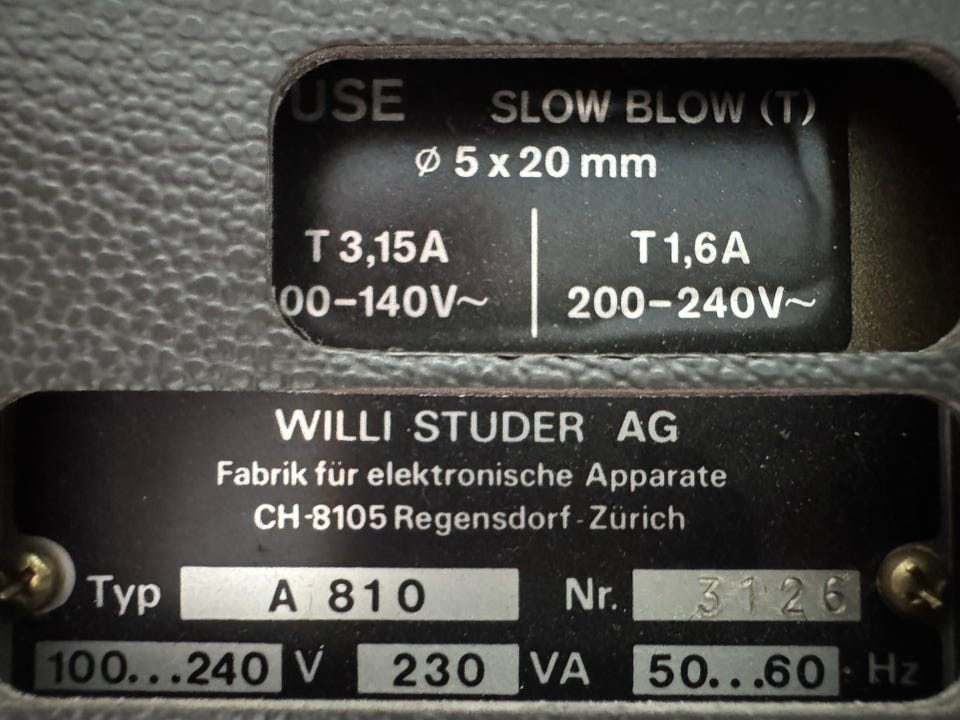 USE SLOW BLOW (T)
ø 5 x 20 mm
T 3,15A T 1,6A
00–140V~ 200–240V~
WILLI STUDER AG
Fabrik für elektronische Apparate
CH-8105 Regensdorf-Zürich
Typ A 810 Nr. 3126
100...240 V 230 VA 50...60 Hz